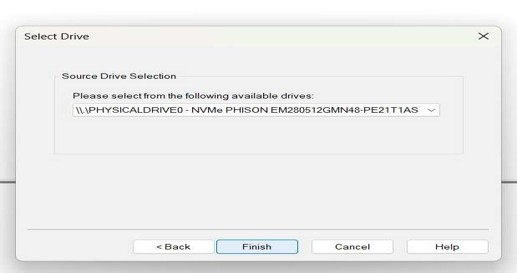 Select Drive
Source Drive Selection
Please select from the following available drives:
\\.\PHYSICALDRIVE0 - NVMe PHISON EM280512GMN48-PE21T1AS
< Back
Finish
Cancel
Help